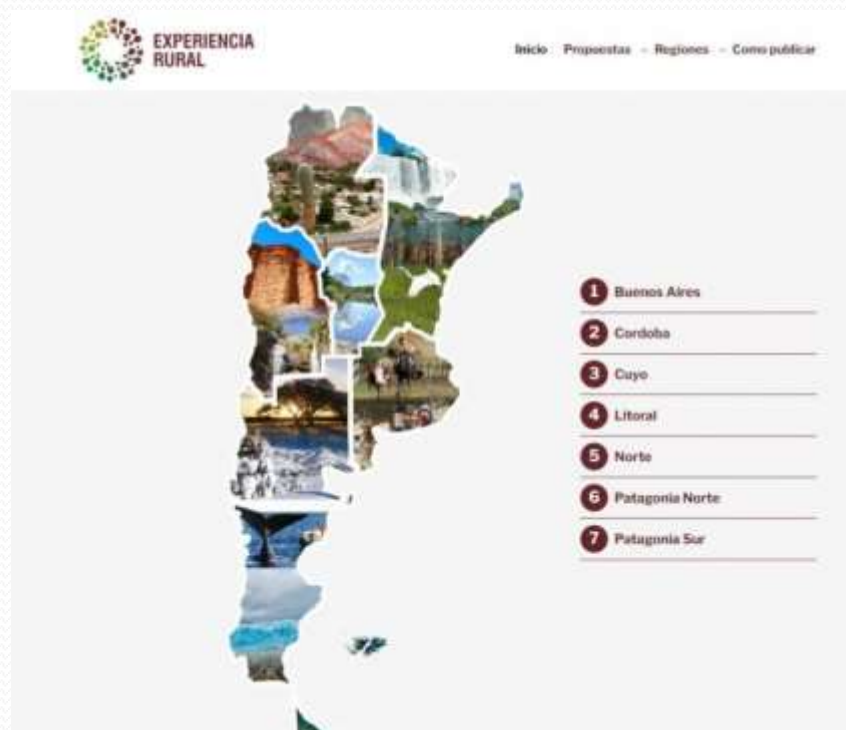 EXPERIENCIA
RURAL
Inicio Propuestas – Regiones – Como publicar
1 Buenos Aires
2 Cordoba
3 Cuyo
4 Litoral
5 Norte
6 Patagonia Norte
7 Patagonia Sur